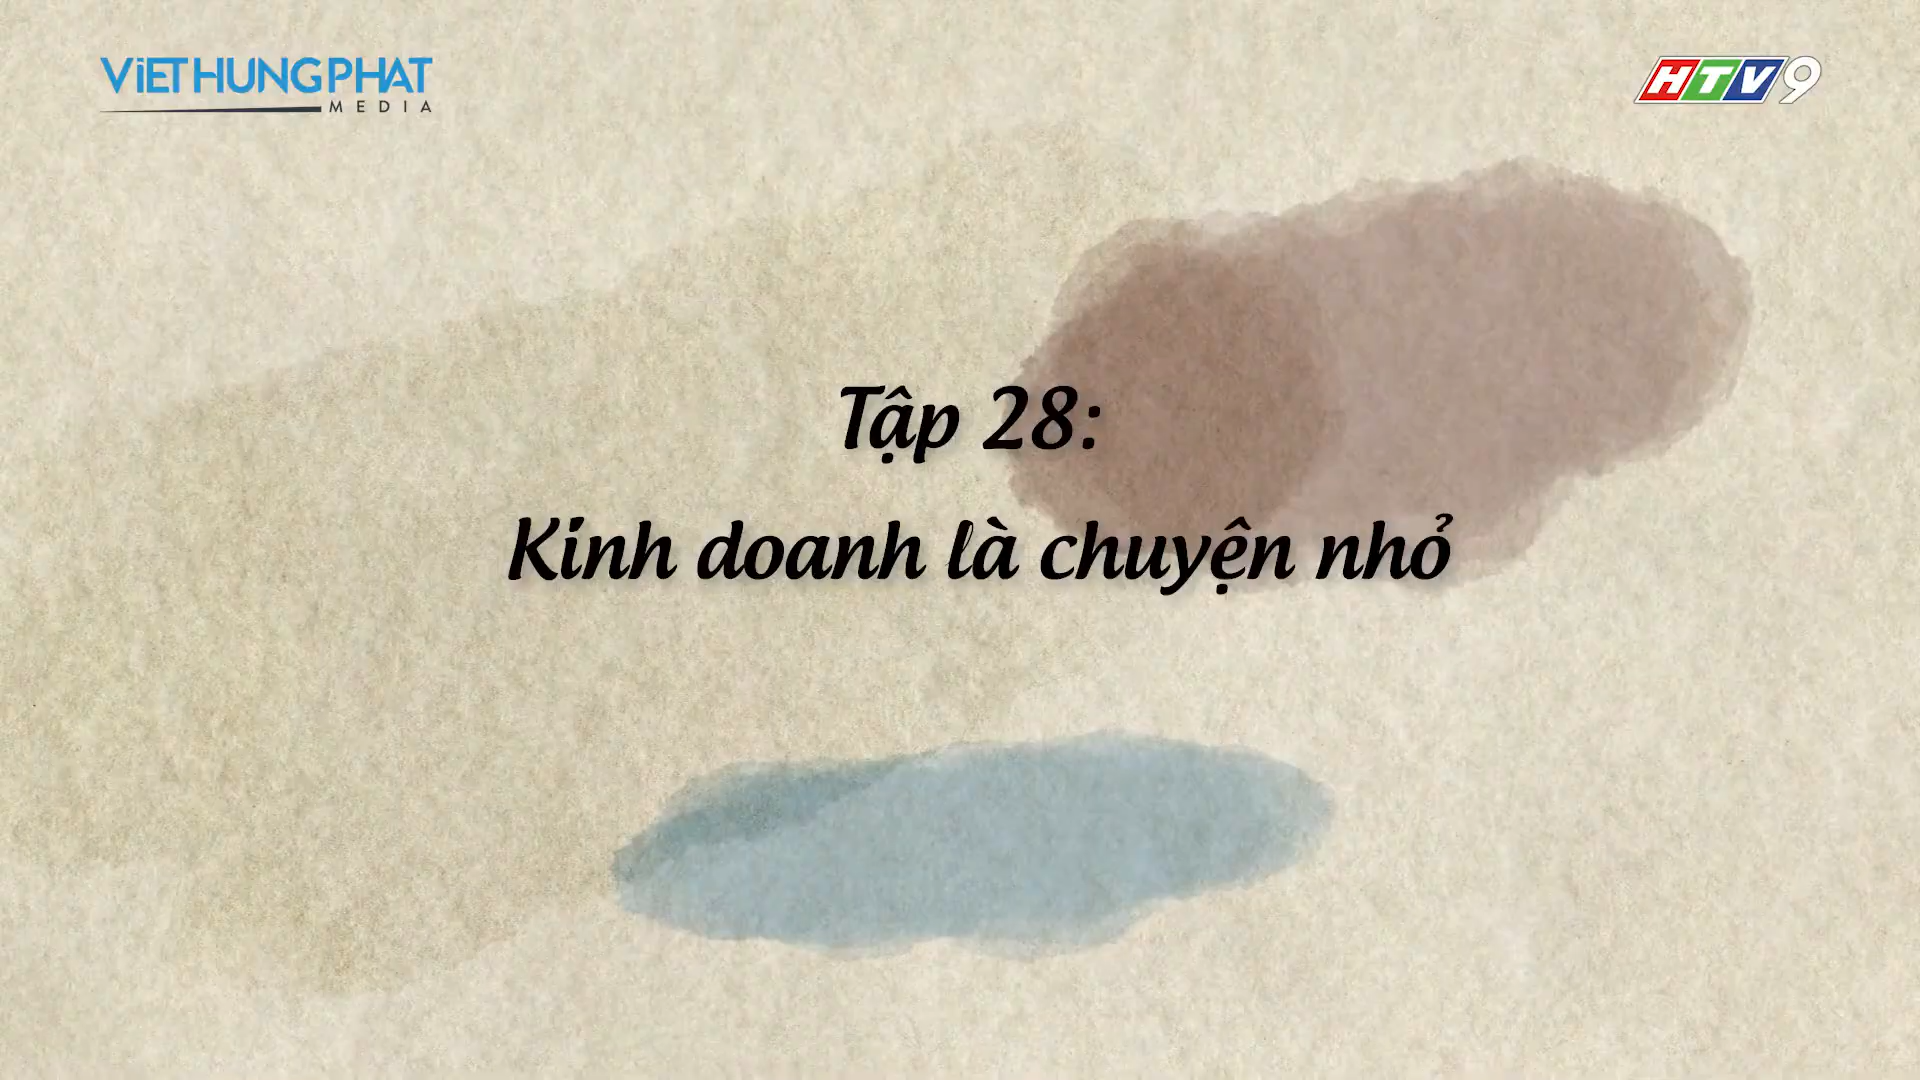 VIETHUNGPHAT
MEDIA
HTV9
Tập 28:
Kinh doanh là chuyện nhỏ